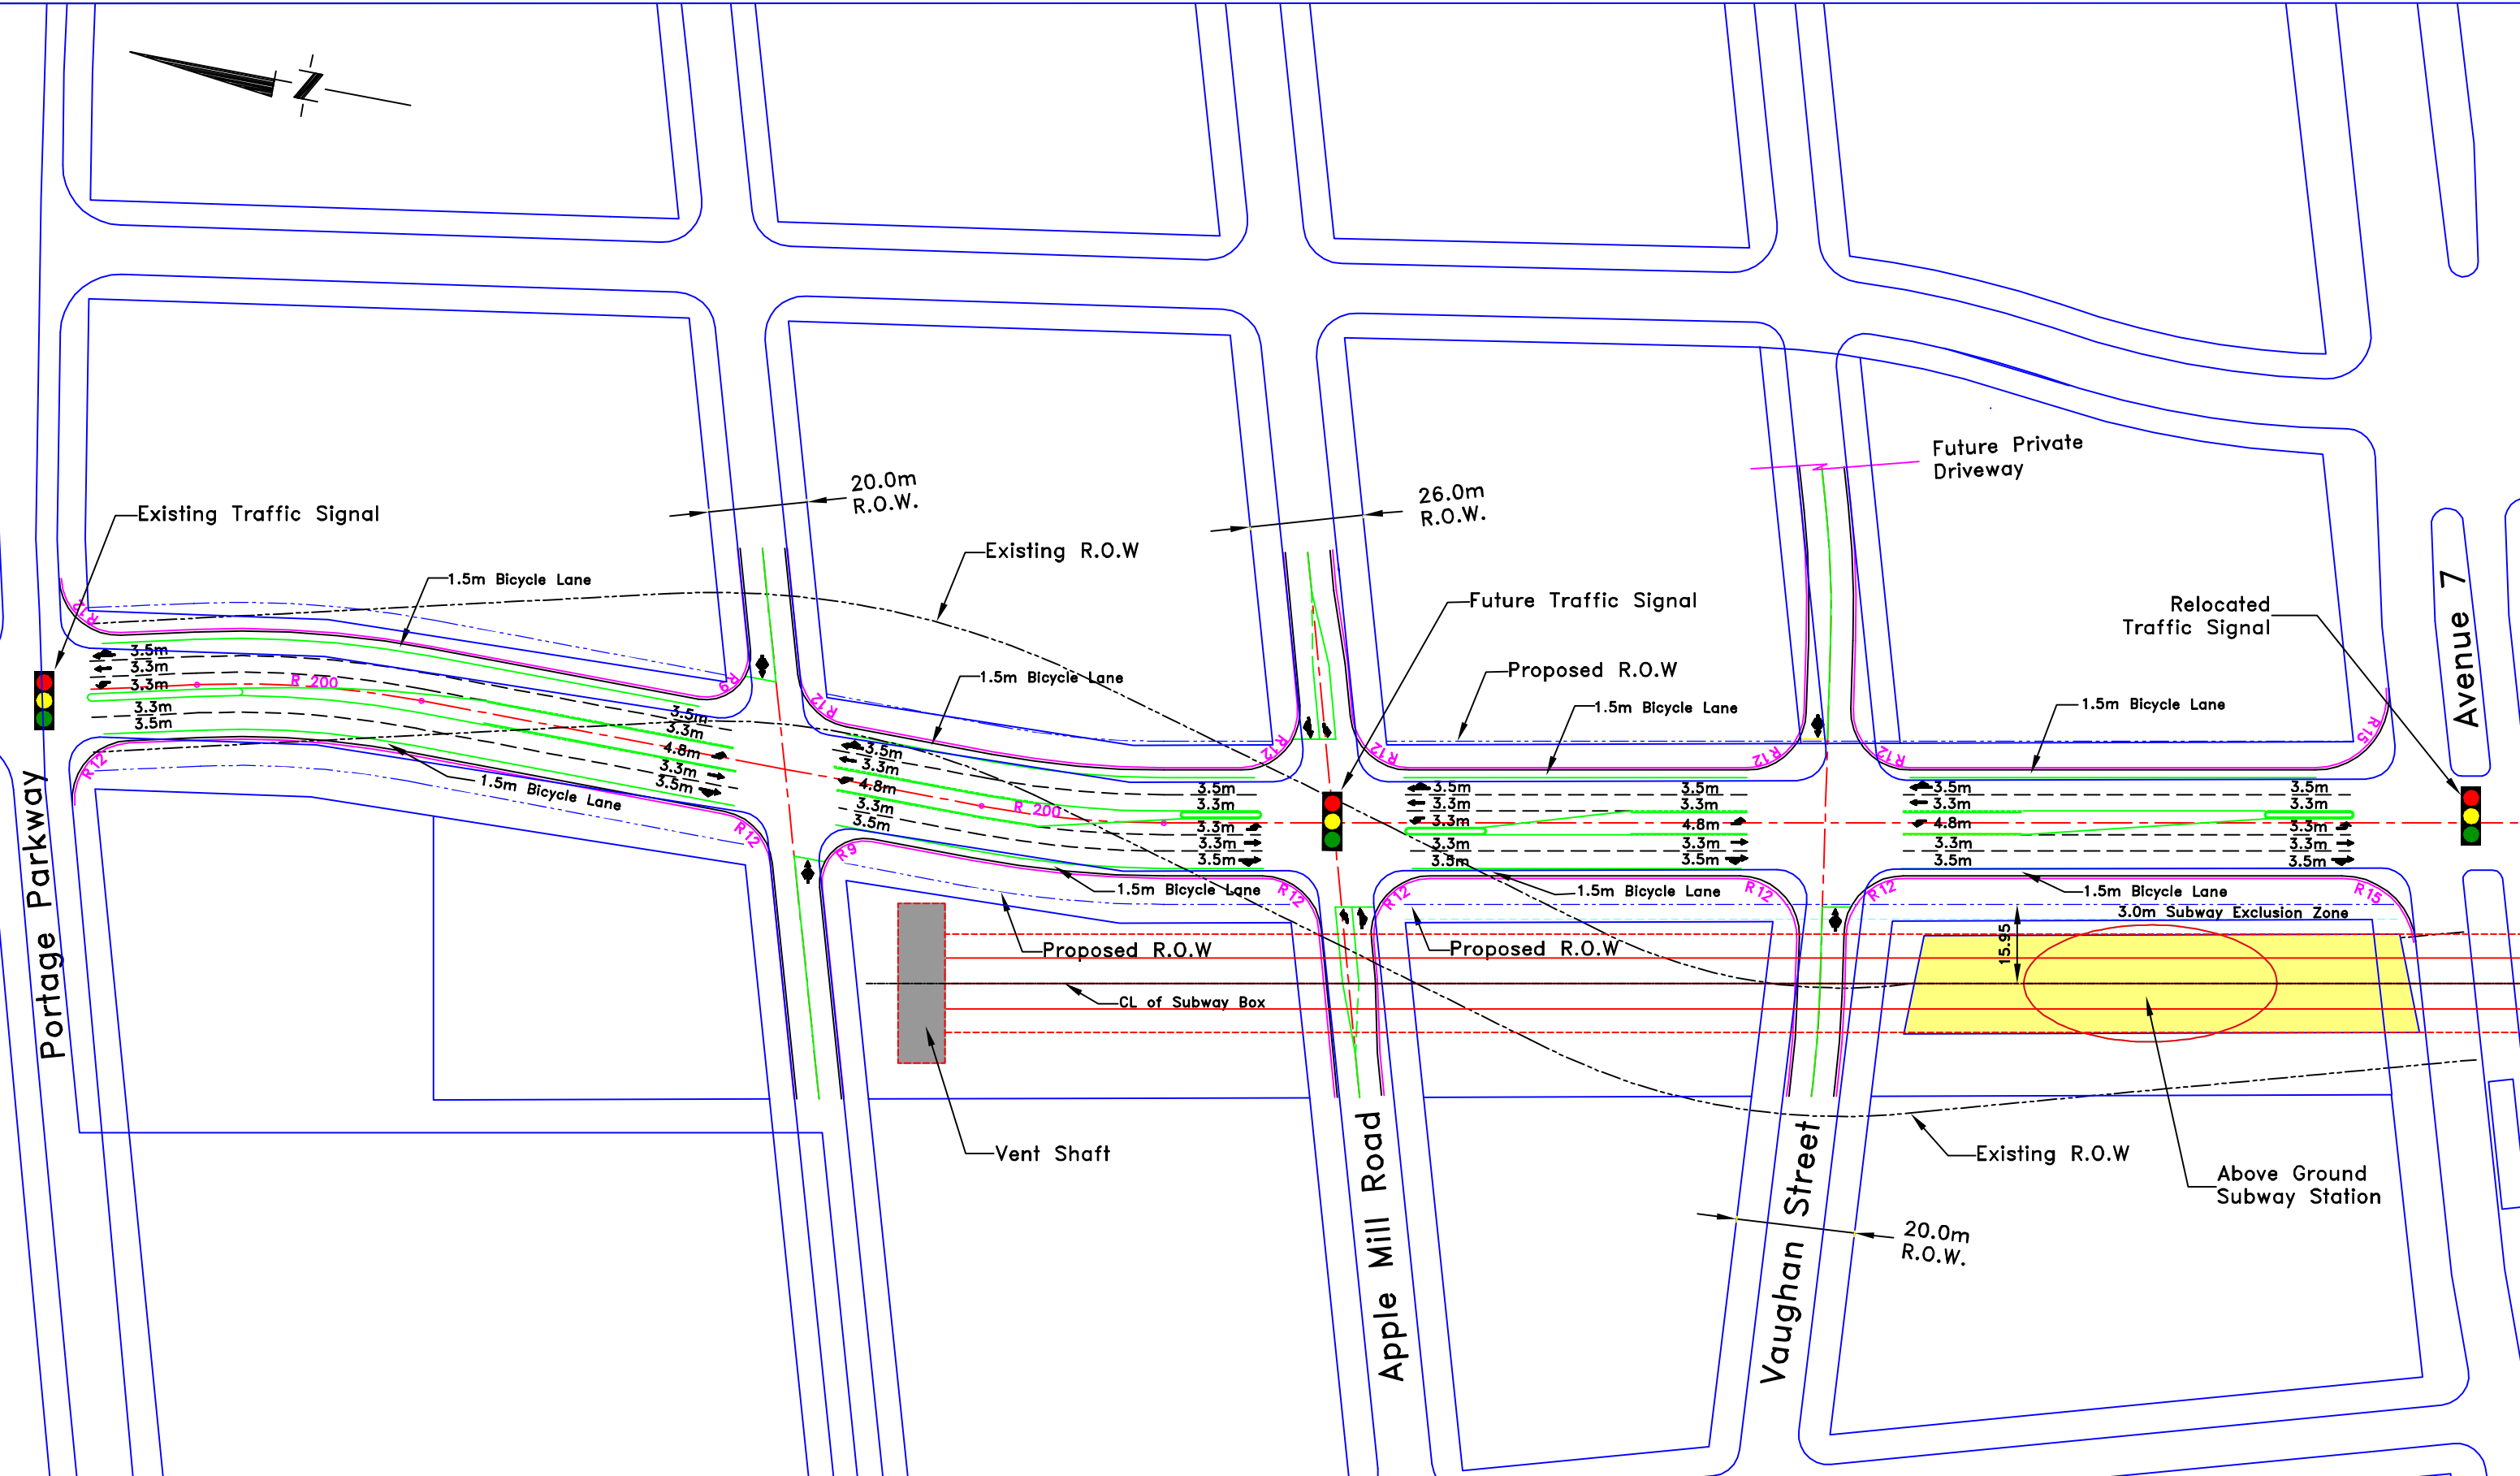 N
20.0m
R.O.W.
26.0m
R.O.W.
Future Private
Driveway
Existing Traffic Signal
Existing R.O.W
1.5m Bicycle Lane
Future Traffic Signal
Relocated
Traffic Signal
Avenue 7
Proposed R.O.W
1.5m Bicycle Lane
1.5m Bicycle Lane
1.5m Bicycle Lane
R9
R12
R12
R12
R12
R12
R15
3.5m
3.3m
3.3m
R 200
3.3m
3.5m
3.5m
3.3m
4.8m
3.3m
3.5m
3.5m
3.3m
4.8m
3.3m
3.5m
R 200
3.5m
3.3m
3.3m
3.3m
3.5m
3.5m
3.3m
3.3m
3.3m
3.5m
3.5m
3.3m
4.8m
3.3m
3.5m
3.5m
3.3m
4.8m
3.3m
3.5m
3.5m
3.3m
3.3m
3.3m
3.5m
R12
1.5m Bicycle Lane
R12
R9
1.5m Bicycle Lane
R12
R12
1.5m Bicycle Lane
R12
R12
1.5m Bicycle Lane
R15
3.0m Subway Exclusion Zone
15.95
Portage Parkway
Proposed R.O.W
Proposed R.O.W
CL of Subway Box
Vent Shaft
Apple Mill Road
Vaughan Street
Existing R.O.W
Above Ground
Subway Station
20.0m
R.O.W.